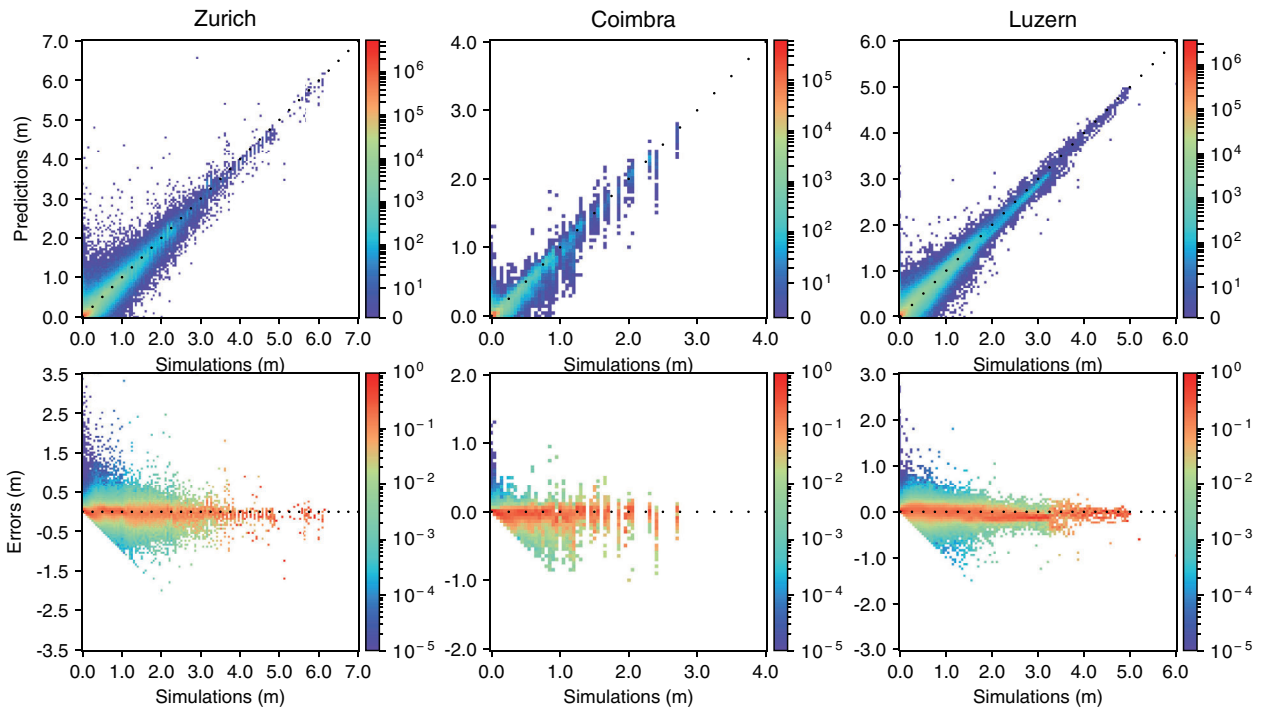 Zurich Coimbra Luzern
7.0 6.0 5.0 4.0 3.0 2.0 1.0 0.0
Predictions (m)
0.0 1.0 2.0 3.0 4.0 5.0 6.0 7.0
Simulations (m)
10^6 10^5 10^4 10^3 10^2 10^1 0
4.0 3.0 2.0 1.0 0.0
0.0 1.0 2.0 3.0 4.0
Simulations (m)
10^5 10^4 10^3 10^2 10^1 0
6.0 5.0 4.0 3.0 2.0 1.0 0.0
0.0 1.0 2.0 3.0 4.0 5.0 6.0
Simulations (m)
10^6 10^5 10^4 10^3 10^2 10^1 0
3.5 2.5 1.5 0.5 -0.5 -1.5 -2.5 -3.5
Errors (m)
0.0 1.0 2.0 3.0 4.0 5.0 6.0 7.0
Simulations (m)
10^0 10^-1 10^-2 10^-3 10^-4 10^-5
2.0 1.0 0.0 -1.0 -2.0
0.0 1.0 2.0 3.0 4.0
Simulations (m)
10^0 10^-1 10^-2 10^-3 10^-4 10^-5
3.0 2.0 1.0 0.0 -1.0 -2.0 -3.0
0.0 1.0 2.0 3.0 4.0 5.0 6.0
Simulations (m)
10^0 10^-1 10^-2 10^-3 10^-4 10^-5